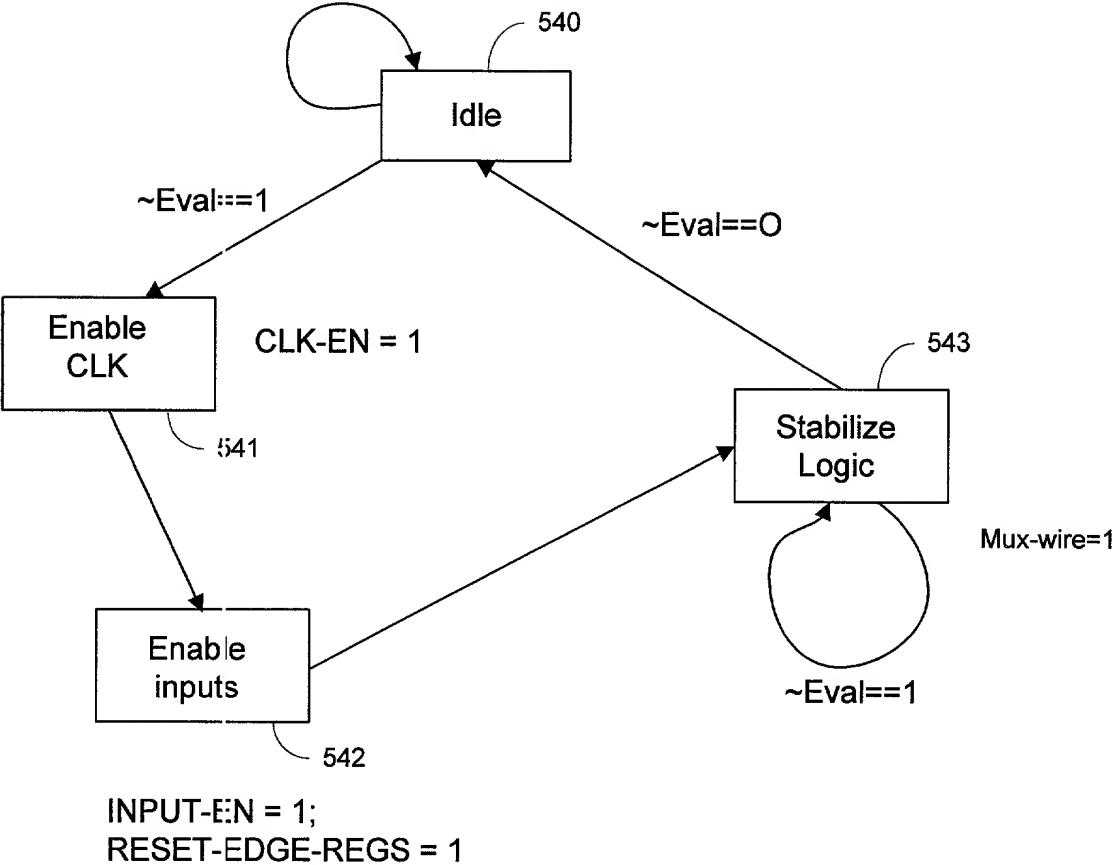 540
Idle
~Eval==1
~Eval==O
Enable
CLK
CLK-EN = 1
543
541
Stabilize
Logic
Mux-wire=1
Enable
inputs
~Eval==1
542
INPUT-EN = 1;
RESET-EDGE-REGS = 1